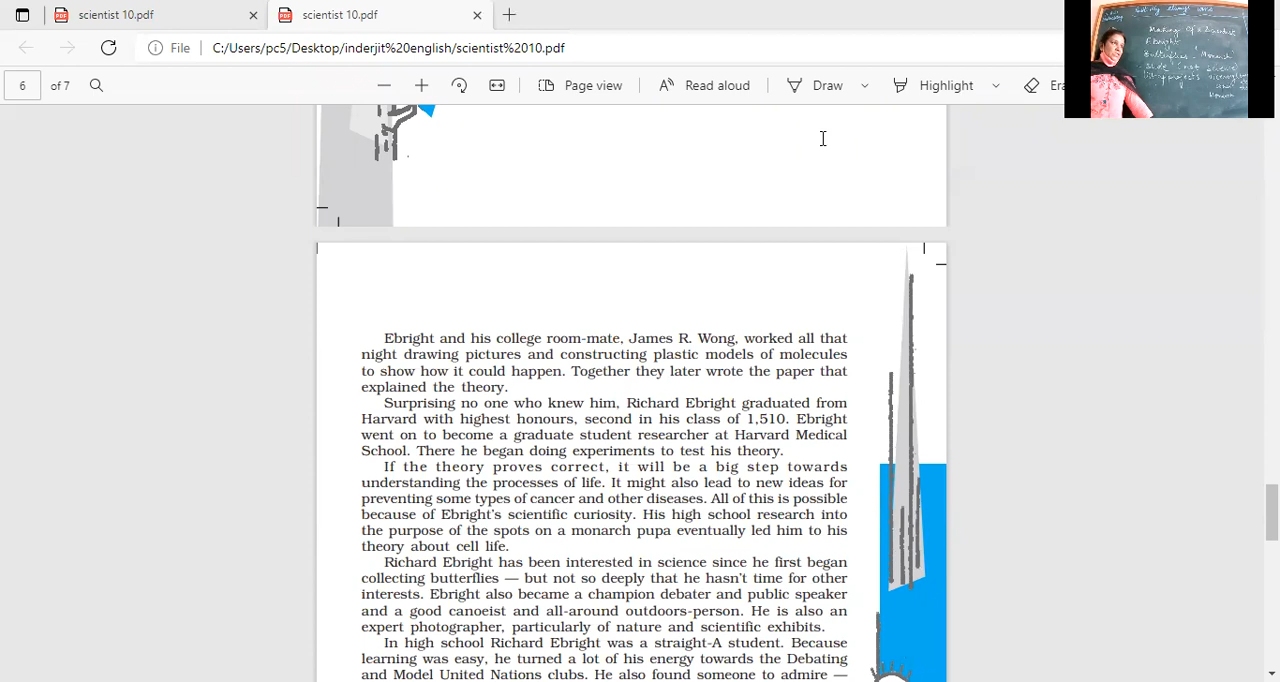 scientist 10.pdf
scientist 10.pdf
File
C:/Users/pc5/Desktop/inderjit%20english/scientist%2010.pdf
6 of 7
Page view
Read aloud
Draw
Highlight
Era
Making of a Scientist
Ebright
Butterflies - Monarch
Ebright and his college room-mate, James R. Wong, worked all that
night drawing pictures and constructing plastic models of molecules
to show how it could happen. Together they later wrote the paper that
explained the theory.
Surprising no one who knew him, Richard Ebright graduated from
Harvard with highest honours, second in his class of 1,510. Ebright
went on to become a graduate student researcher at Harvard Medical
School. There he began doing experiments to test his theory.
If the theory proves correct, it will be a big step towards
understanding the processes of life. It might also lead to new ideas for
preventing some types of cancer and other diseases. All of this is possible
because of Ebright's scientific curiosity. His high school research into
the purpose of the spots on a monarch pupa eventually led him to his
theory about cell life.
Richard Ebright has been interested in science since he first began
collecting butterflies — but not so deeply that he hasn't time for other
interests. Ebright also became a champion debater and public speaker
and a good canoeist and all-around outdoors-person. He is also an
expert photographer, particularly of nature and scientific exhibits.
In high school Richard Ebright was a straight-A student. Because
learning was easy, he turned a lot of his energy towards the Debating
and Model United Nations clubs. He also found someone to admire —